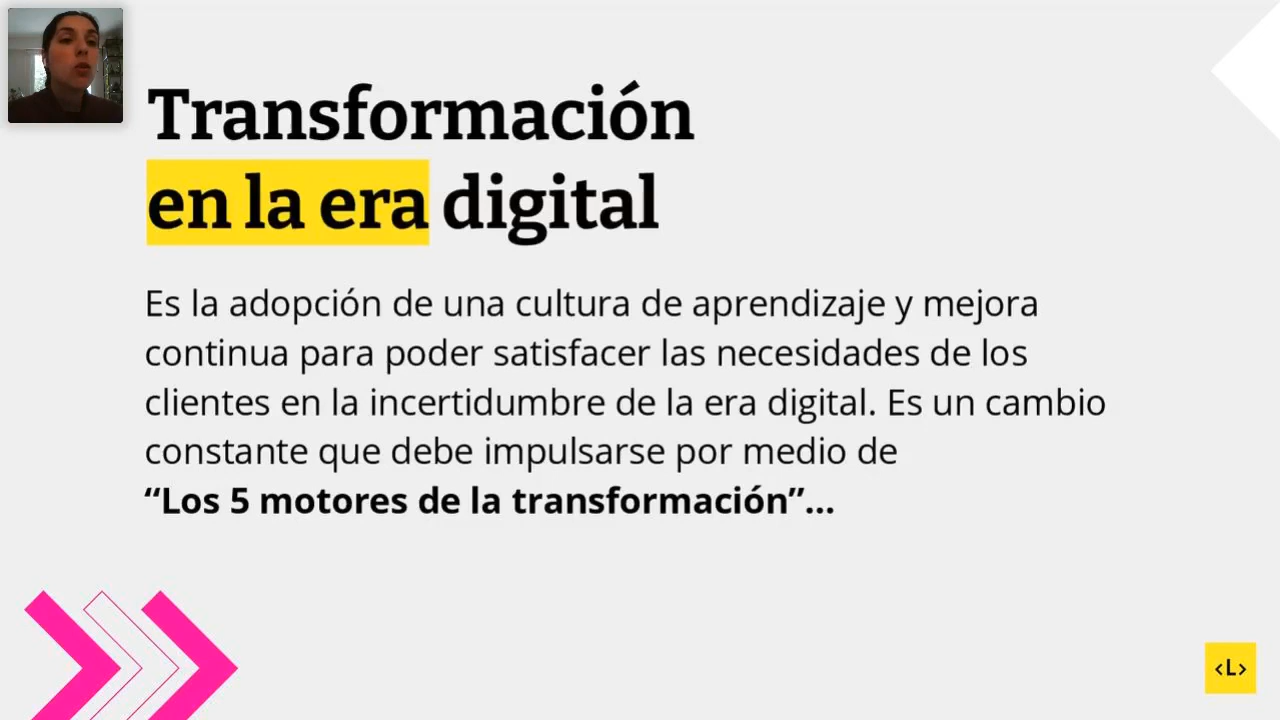 Transformación
en la era digital
Es la adopción de una cultura de aprendizaje y mejora
continua para poder satisfacer las necesidades de los
clientes en la incertidumbre de la era digital. Es un cambio
constante que debe impulsarse por medio de
“Los 5 motores de la transformación”...
<L>